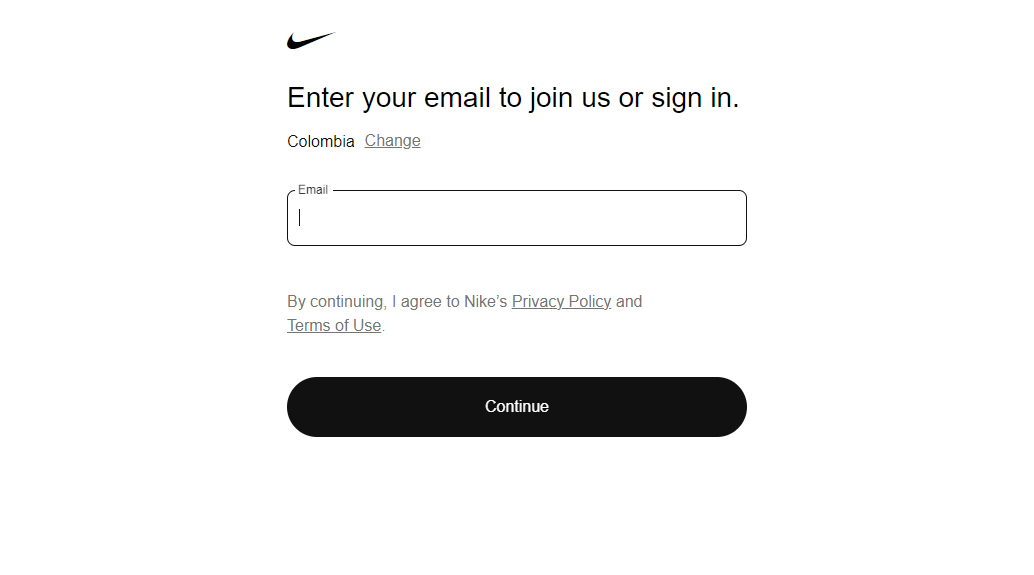 Enter your email to join us or sign in.
Colombia Change
Email
By continuing, I agree to Nike’s Privacy Policy and
Terms of Use.
Continue